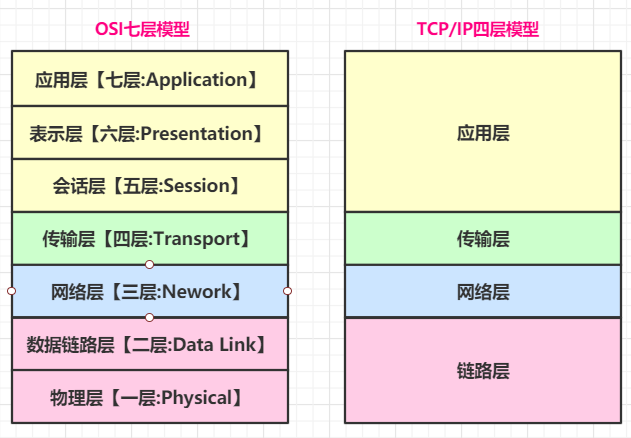 OSI七层模型
应用层【七层:Application】
表示层【六层:Presentation】
会话层【五层:Session】
传输层【四层:Transport】
网络层【三层:Nework】
数据链路层【二层:Data Link】
物理层【一层:Physical】
TCP/IP四层模型
应用层
传输层
网络层
链路层